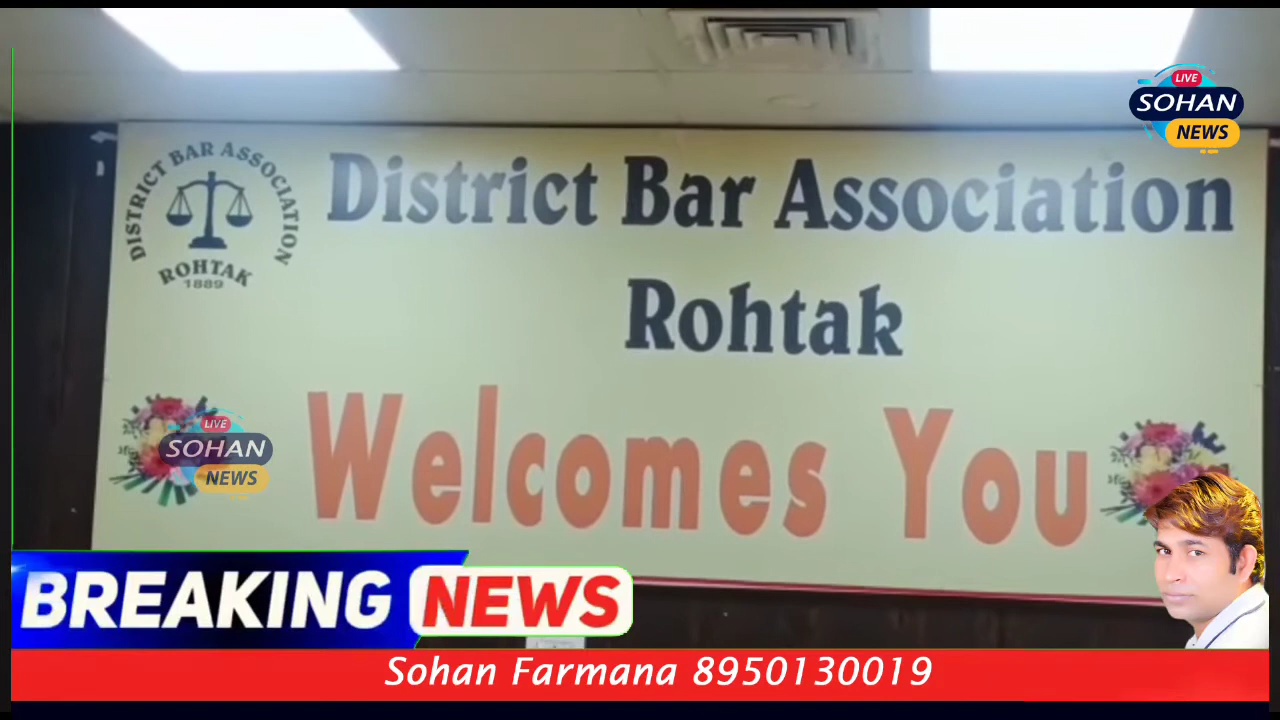 LIVE
SOHAN
NEWS
DISTRICT BAR ASSOCIATION
ROHTAK
1889
District Bar Association
Rohtak
Welcomes You
LIVE
SOHAN
NEWS
BREAKING NEWS
Sohan Farmana 8950130019